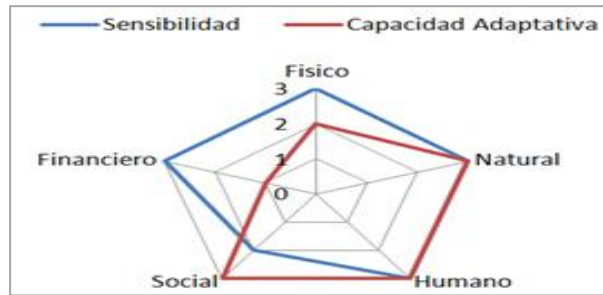 Sensibilidad Capacidad Adaptativa
Fisico
3
2
Financiero Natural
1
0
Social Humano